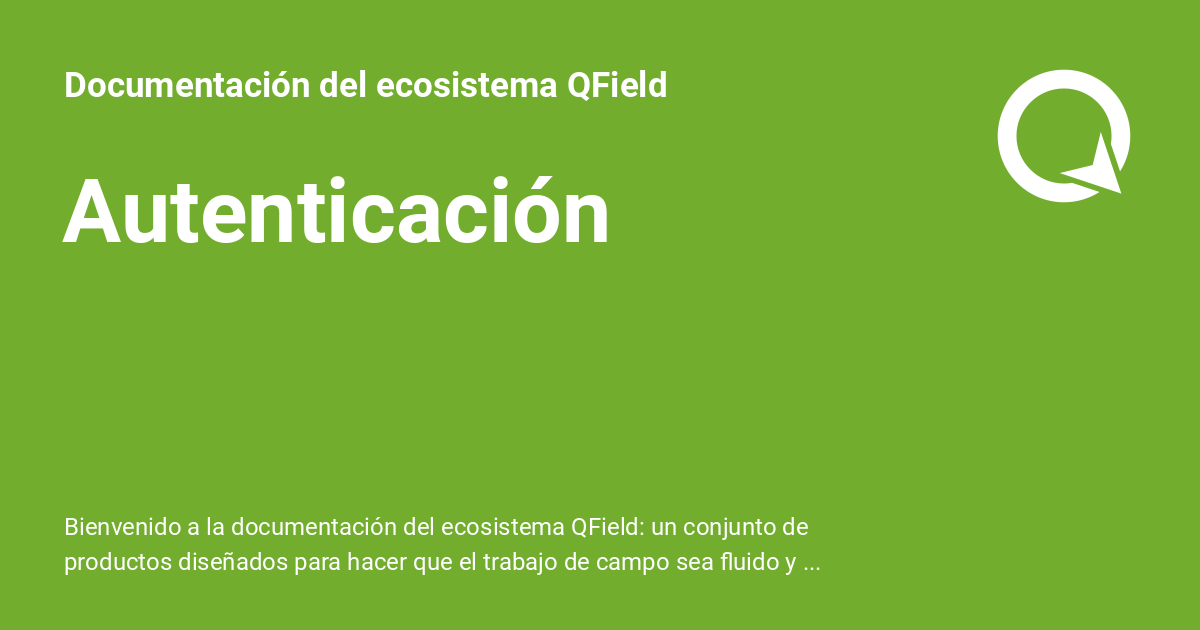 Documentación del ecosistema QField
Autenticación
Bienvenido a la documentación del ecosistema QField: un conjunto de
productos diseñados para hacer que el trabajo de campo sea fluido y ...